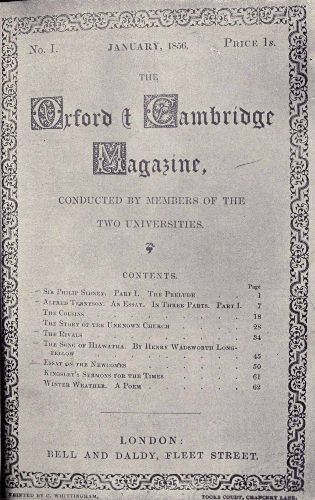 No. I. JANUARY, 1856. PRICE 1s.
THE
Oxford & Cambridge
Magazine,
CONDUCTED BY MEMBERS OF THE
TWO UNIVERSITIES.
CONTENTS.
Page
SIR PHILIP SIDNEY. PART I. THE PRELUDE 1
ALFRED TENNYSON. AN ESSAY. IN THREE PARTS. PART I. 7
THE COUSINS 18
THE STORY OF THE UNKNOWN CHURCH 28
THE RIVALS 34
THE SONG OF HIAWATHA. BY HENRY WADSWORTH LONG-
FELLOW 45
ESSAY ON THE NEWCOMES 50
KINGSLEY'S SERMONS FOR THE TIMES 61
WINTER WEATHER. A POEM 62
LONDON:
BELL AND DALDY, FLEET STREET.
PRINTED BY C. WHITTINGHAM, TOOKS COURT, CHANCERY LANE.